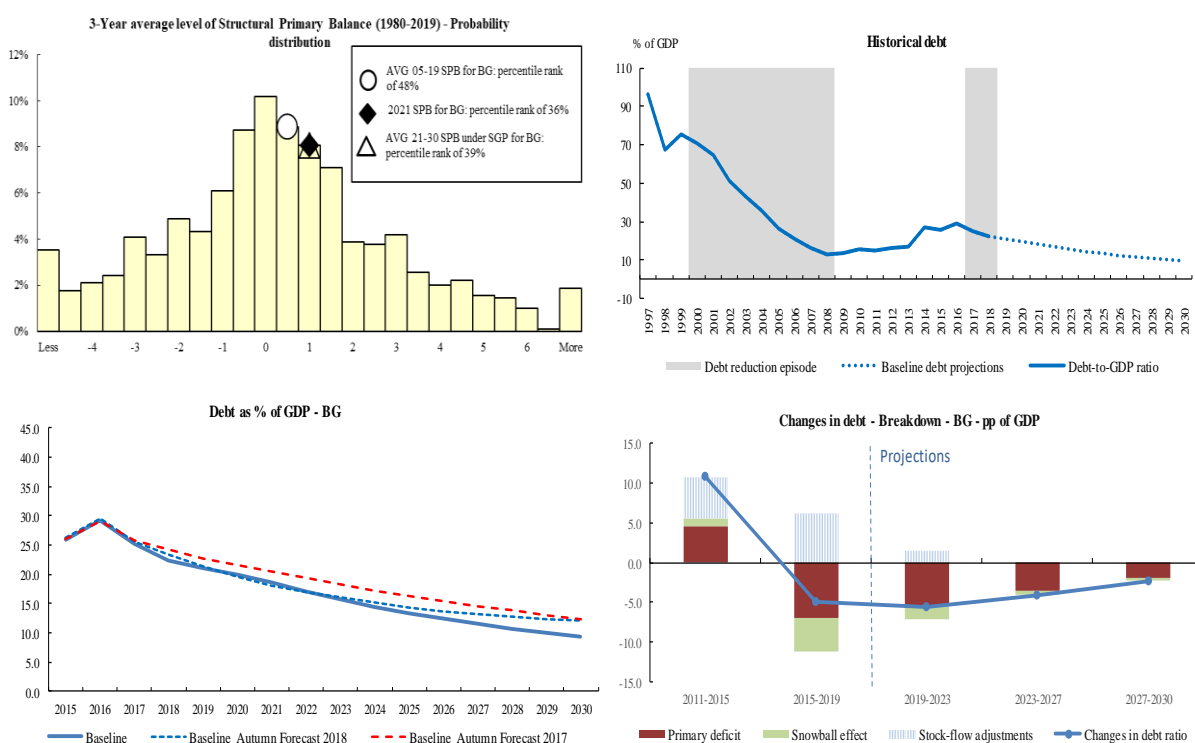 3-Year average level of Structural Primary Balance (1980-2019) - Probability
distribution
12%
10%
8%
6%
4%
2%
0%
AVG 05-19 SPB for BG: percentile rank
of 48%
2021 SPB for BG: percentile rank of 36%
AVG 21-30 SPB under SGP for BG:
percentile rank of 39%
Less -4 -3 -2 -1 0 1 2 3 4 5 6 More
Historical debt
% of GDP
110
90
70
50
30
10
-10
1997 1998 1999 2000 2001 2002 2003 2004 2005 2006 2007 2008 2009 2010 2011 2012 2013 2014 2015 2016 2017 2018 2019 2020 2021 2022 2023 2024 2025 2026 2027 2028 2029 2030
Debt reduction episode Baseline debt projections Debt-to-GDP ratio
Debt as % of GDP - BG
45.0
40.0
35.0
30.0
25.0
20.0
15.0
10.0
5.0
0.0
2015 2016 2017 2018 2019 2020 2021 2022 2023 2024 2025 2026 2027 2028 2029 2030
Baseline Baseline Autumn Forecast 2018 Baseline Autumn Forecast 2017
Changes in debt - Breakdown - BG - pp of GDP
15.0
10.0
5.0
0.0
-5.0
-10.0
-15.0
Projections
2011-2015 2015-2019 2019-2023 2023-2027 2027-2030
Primary deficit Snowball effect Stock-flow adjustments Changes in debt ratio